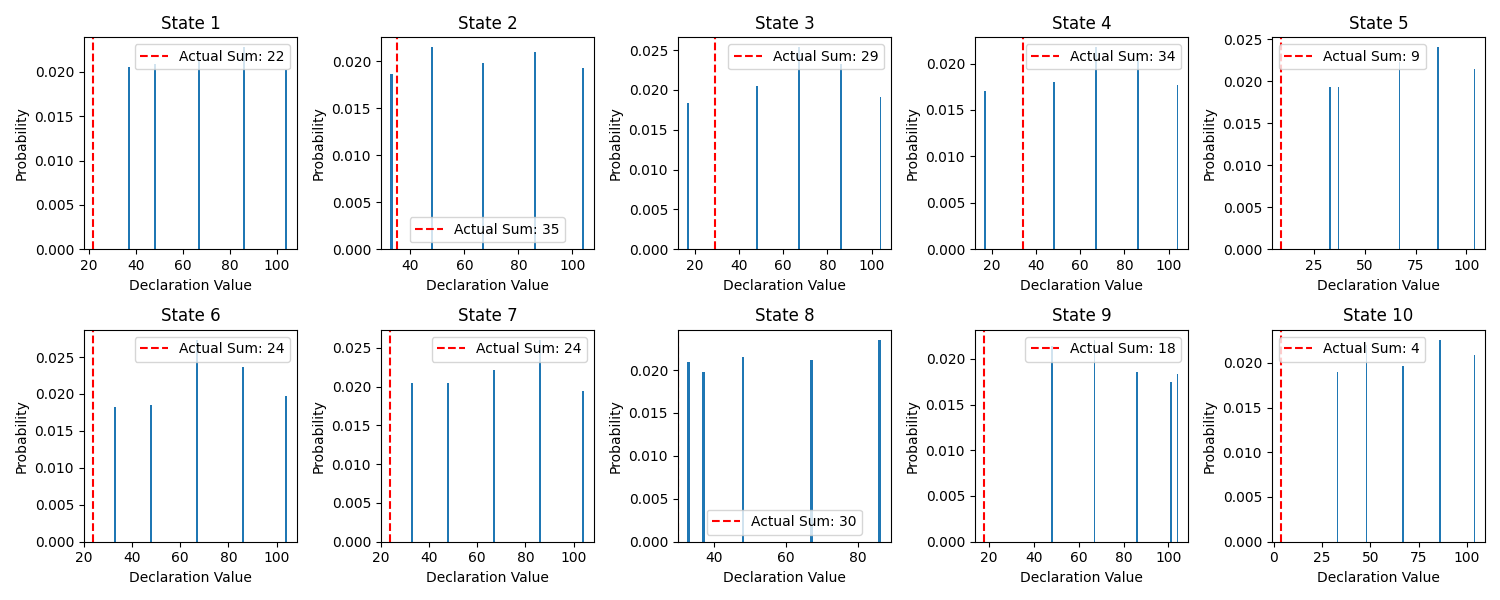 State 1
State 2
State 3
State 4
State 5
Actual Sum: 22
Actual Sum: 35
Actual Sum: 29
Actual Sum: 34
Actual Sum: 9
Probability
0.020
0.015
0.010
0.005
0.000
20 40 60 80 100
Declaration Value
Probability
0.020
0.015
0.010
0.005
0.000
40 60 80 100
Declaration Value
Probability
0.025
0.020
0.015
0.010
0.005
0.000
20 40 60 80 100
Declaration Value
Probability
0.020
0.015
0.010
0.005
0.000
20 40 60 80 100
Declaration Value
Probability
0.025
0.020
0.015
0.010
0.005
0.000
25 50 75 100
Declaration Value
State 6
State 7
State 8
State 9
State 10
Actual Sum: 24
Actual Sum: 24
Actual Sum: 30
Actual Sum: 18
Actual Sum: 4
Probability
0.025
0.020
0.015
0.010
0.005
0.000
20 40 60 80 100
Declaration Value
Probability
0.025
0.020
0.015
0.010
0.005
0.000
20 40 60 80 100
Declaration Value
Probability
0.020
0.015
0.010
0.005
0.000
40 60 80
Declaration Value
Probability
0.020
0.015
0.010
0.005
0.000
20 40 60 80 100
Declaration Value
Probability
0.020
0.015
0.010
0.005
0.000
0 25 50 75 100
Declaration Value